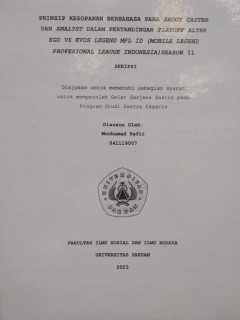 PRINSIP KESOPANAN BERBAHASA PARA SHOUT CASTER
DAN ANALYST DALAM PERTANDINGAN PLAYOFF ALTER
EGO VS EVOS LEGEND MPL ID (MOBILE LEGEND
PROFESIONAL LEAUGE INDONESIA)SEASON 11
SKRIPSI
Diajukan untuk memenuhi sebagian syarat
untuk memperoleh Gelar Sarjana Sastra pada
Program Studi Sastra Inggris
Disusun Oleh:
Mochamad Safii
041119007
FAKULTAS ILMU SOSIAL DAN ILMU BUDAYA
UNIVERSITAS PAKUAN
2023